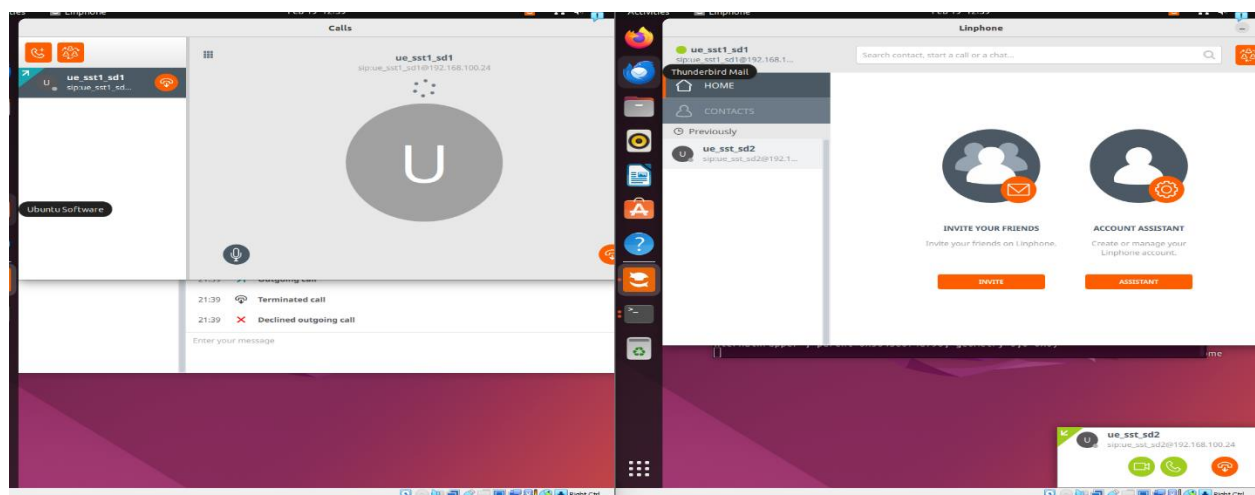 Linphone
Calls
ue_sst1_sd1
sip:ue_sst1_sd...
ue_sst1_sd1
sip:ue_sst1_sd1@192.168.100.24
U
U
Ubuntu Software
21:39 Outgoing call
21:39 Terminated call
21:39 Declined outgoing call
Enter your message
Right Ctrl
Activities Linphone
Linphone
ue_sst1_sd1
sip:ue_sst1_sd1@192.168.1...
Search contact, start a call or a chat...
Thunderbird Mail
HOME
CONTACTS
Previously
U
ue_sst_sd2
sip:ue_sst_sd2@192.1...
INVITE YOUR FRIENDS
Invite your friends on Linphone.
INVITE
ACCOUNT ASSISTANT
Create or manage your
Linphone account.
ASSISTANT
U
ue_sst_sd2
sip:ue_sst_sd2@192.168.100.24
Right Ctrl